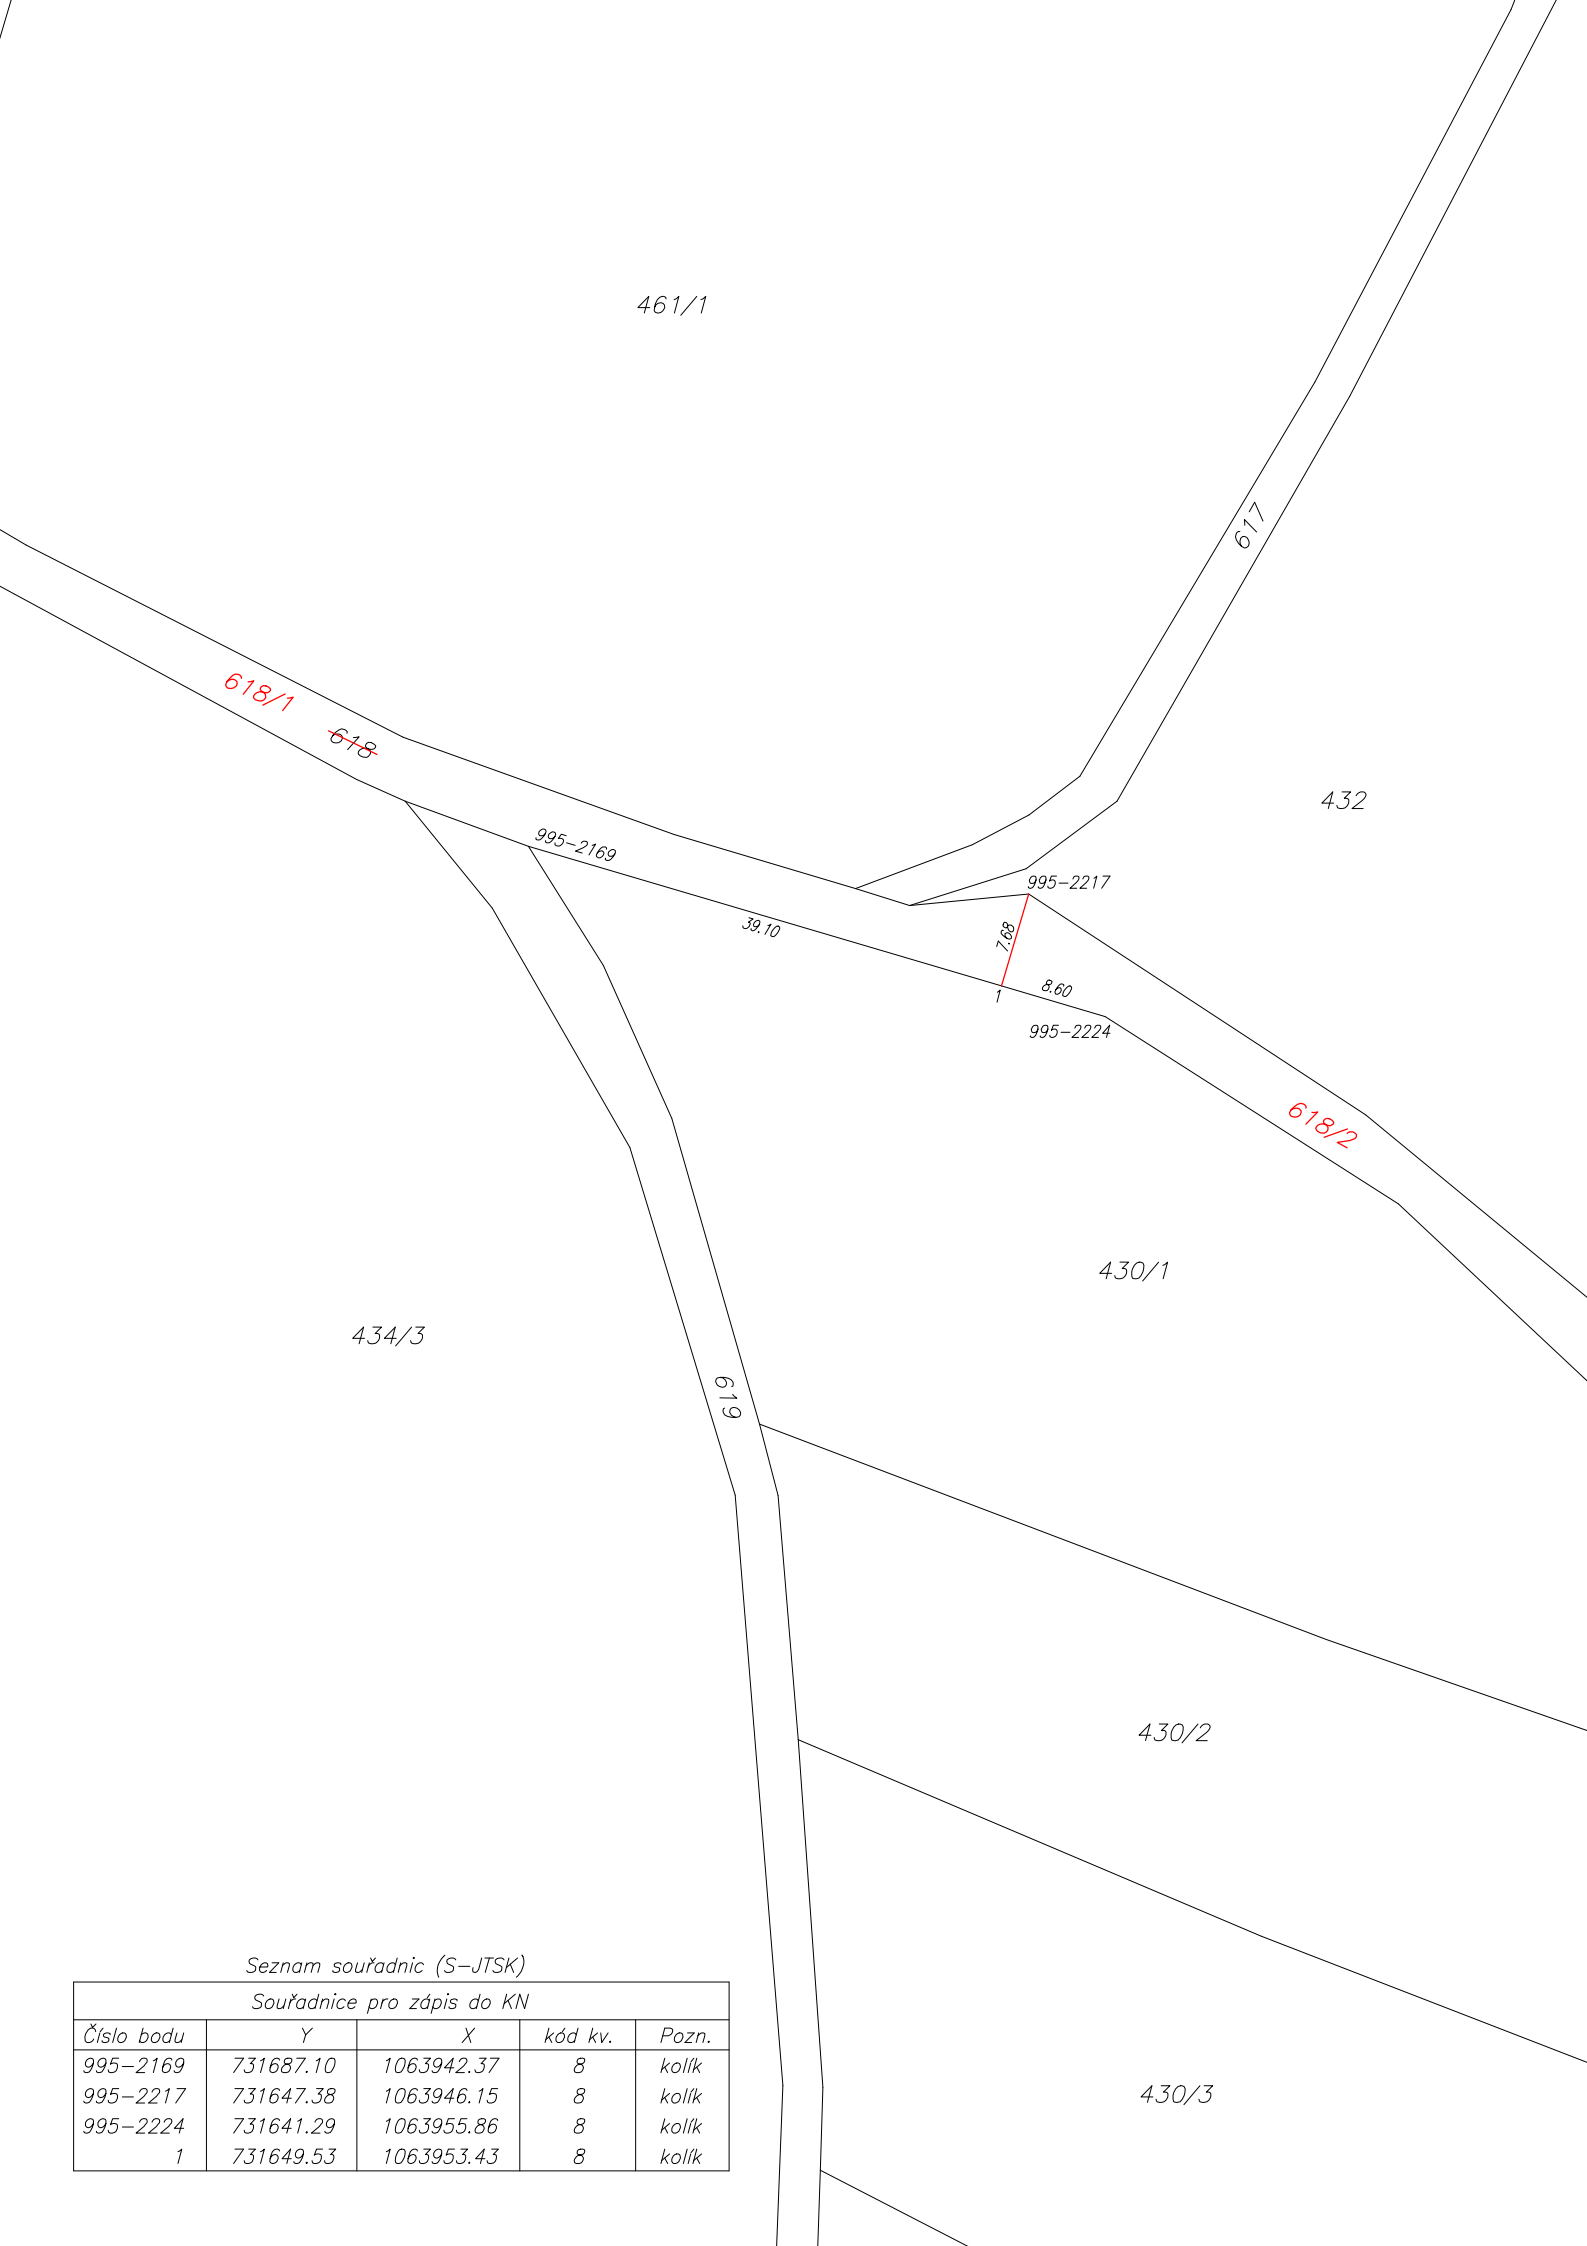 461/1
617
618/1
618
432
995-2169
995-2217
39.10
7.68
8.60
1
995-2224
618/2
430/1
434/3
619
430/2
Seznam souřadnic (S-JTSK)
Souřadnice pro zápis do KN
Číslo bodu Y X kód kv. Pozn.
995-2169 731687.10 1063942.37 8 kolík
995-2217 731647.38 1063946.15 8 kolík
995-2224 731641.29 1063955.86 8 kolík
1 731649.53 1063953.43 8 kolík
430/3